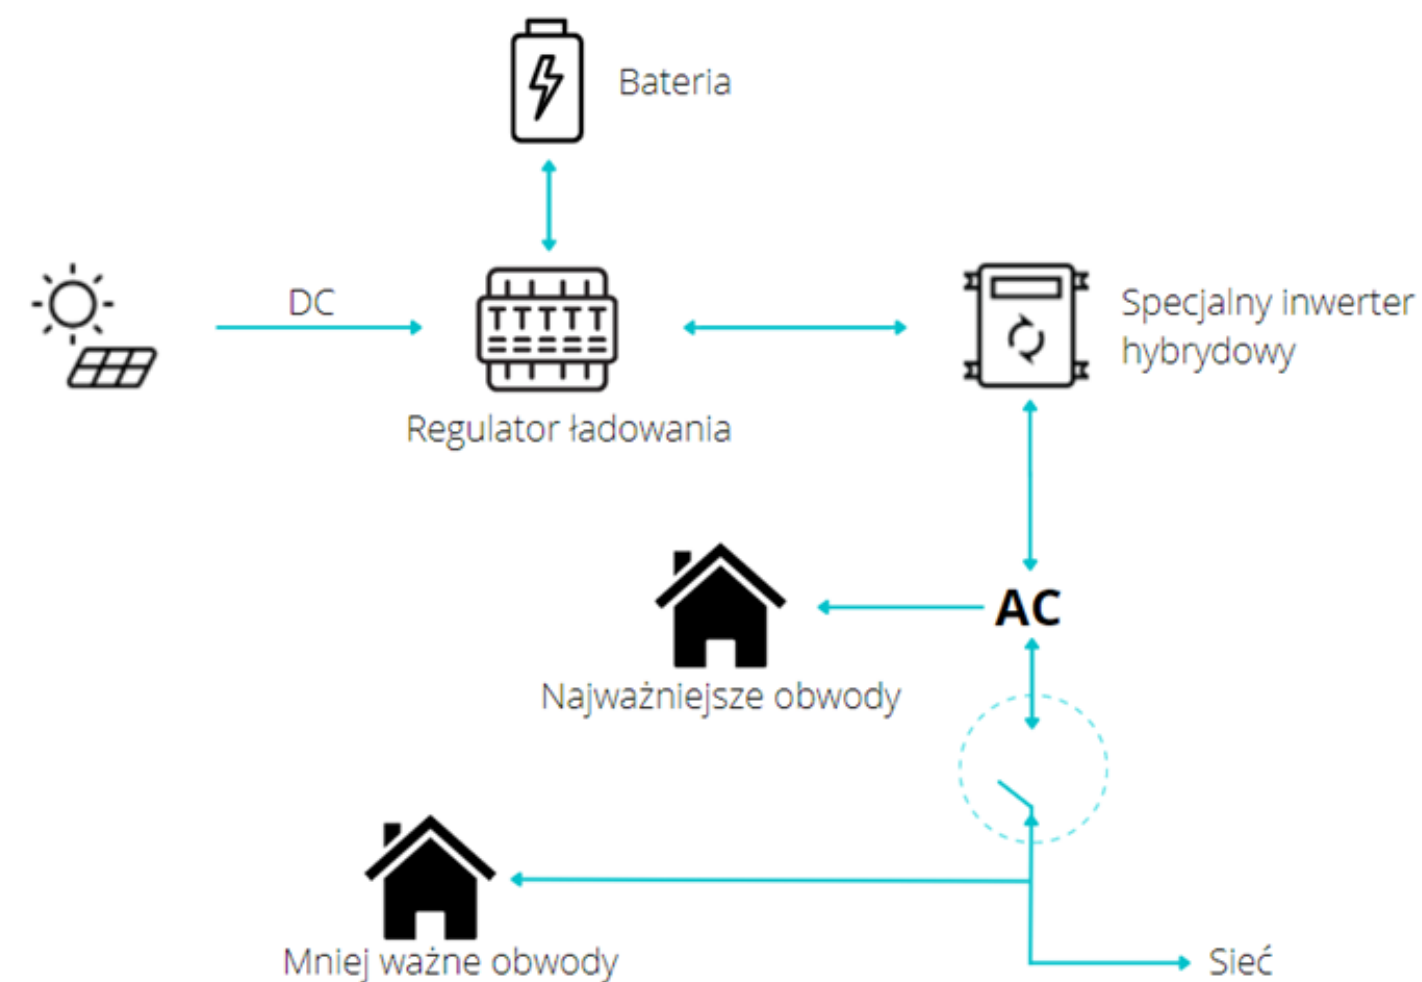 Bateria
DC
Specjalny inwerter
hybrydowy
Regulator ładowania
AC
Najważniejsze obwody
Mniej ważne obwody
Sieć